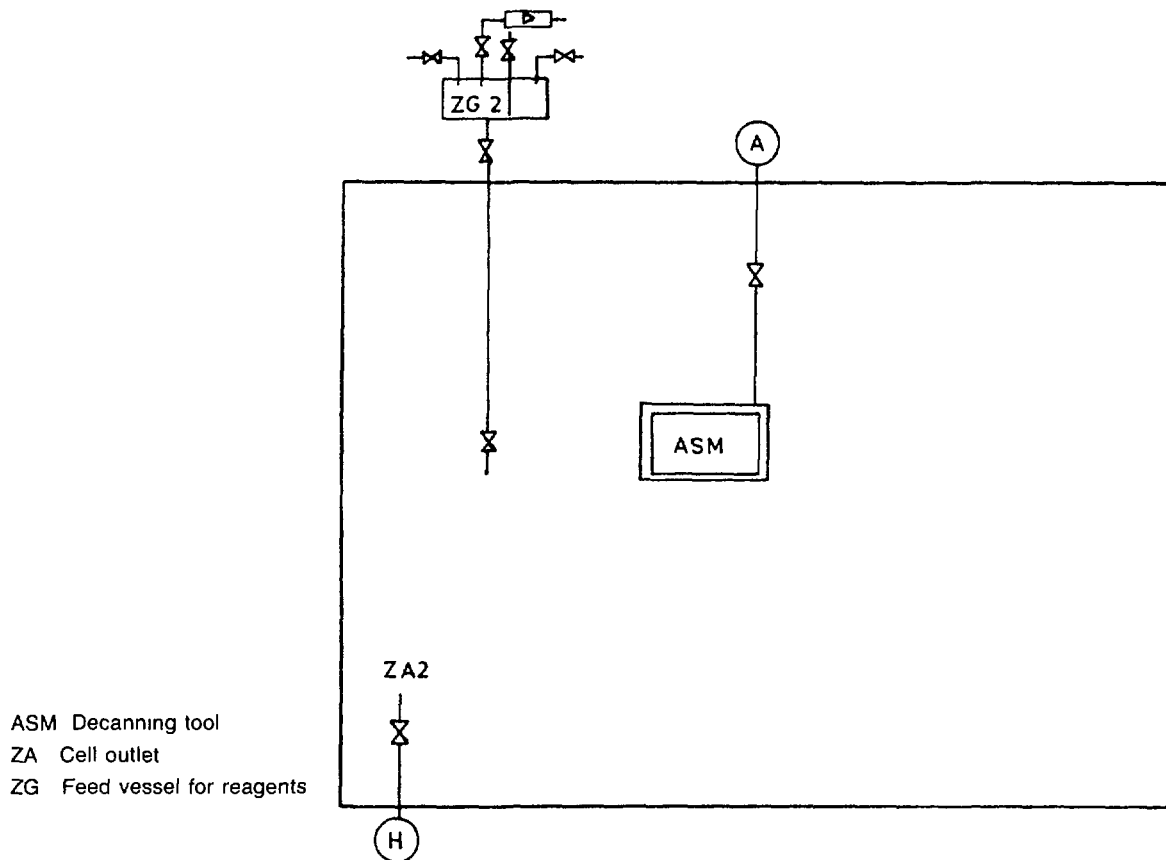 ZG 2
A
ASM
ZA2
ASM Decanning tool
ZA Cell outlet
ZG Feed vessel for reagents
H